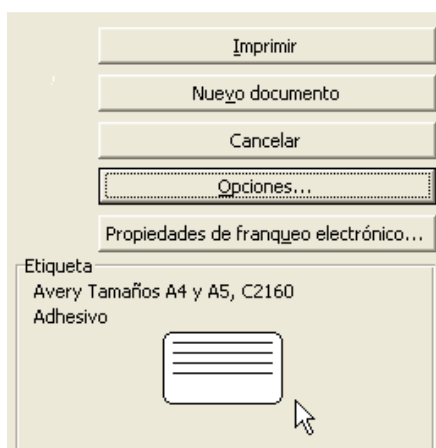 Imprimir
Nuevo documento
Cancelar
Opciones...
Propiedades de franqueo electrónico...
Etiqueta
Avery Tamaños A4 y A5, C2160
Adhesivo